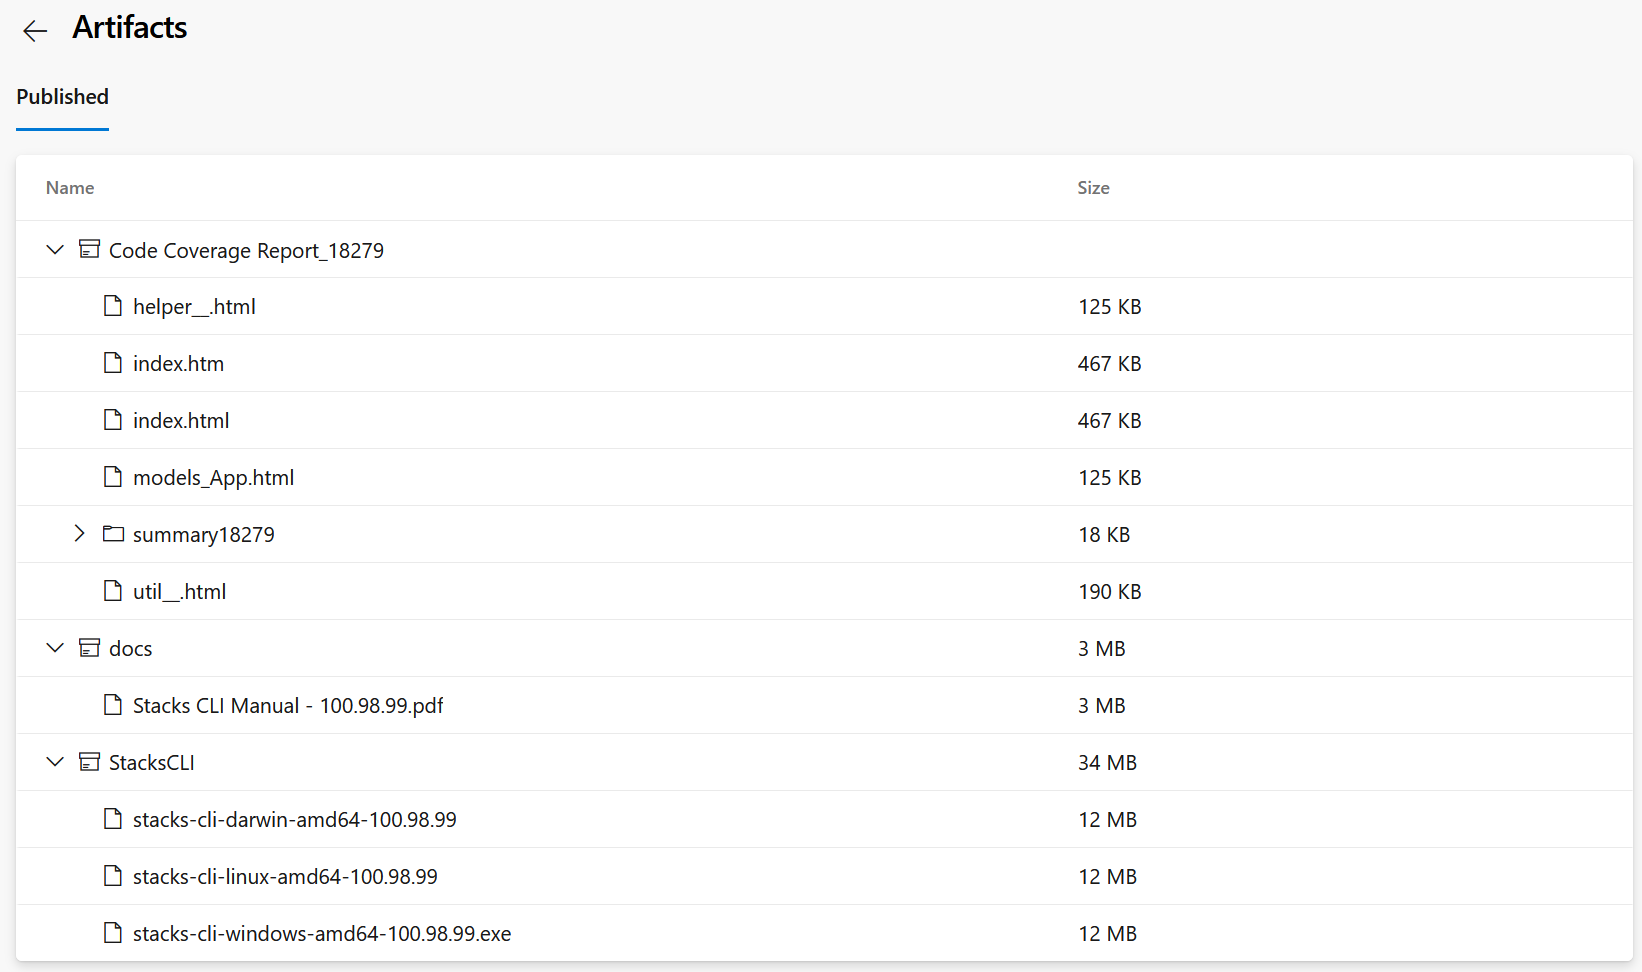 Artifacts
Published
Name Size
Code Coverage Report_18279
helper__.html 125 KB
index.htm 467 KB
index.html 467 KB
models_App.html 125 KB
summary18279 18 KB
util__.html 190 KB
docs 3 MB
Stacks CLI Manual - 100.98.99.pdf 3 MB
StacksCLI 34 MB
stacks-cli-darwin-amd64-100.98.99 12 MB
stacks-cli-linux-amd64-100.98.99 12 MB
stacks-cli-windows-amd64-100.98.99.exe 12 MB